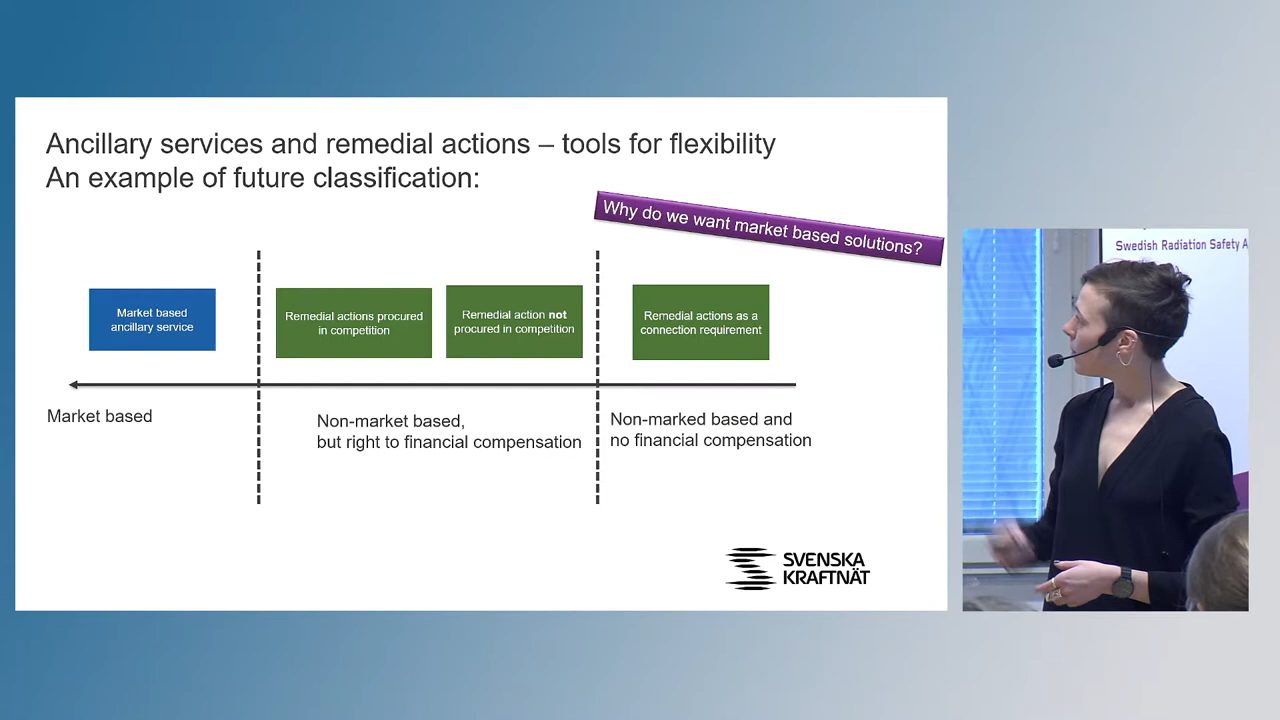 Ancillary services and remedial actions – tools for flexibility
An example of future classification:
Why do we want market based solutions?
Market based
ancillary service
Remedial actions procured
in competition
Remedial action not
procured in competition
Remedial actions as a
connection requirement
Market based
Non-market based,
but right to financial compensation
Non-marked based and
no financial compensation
SVENSKA
KRAFTNÄT
Swedish Radiation Safety A